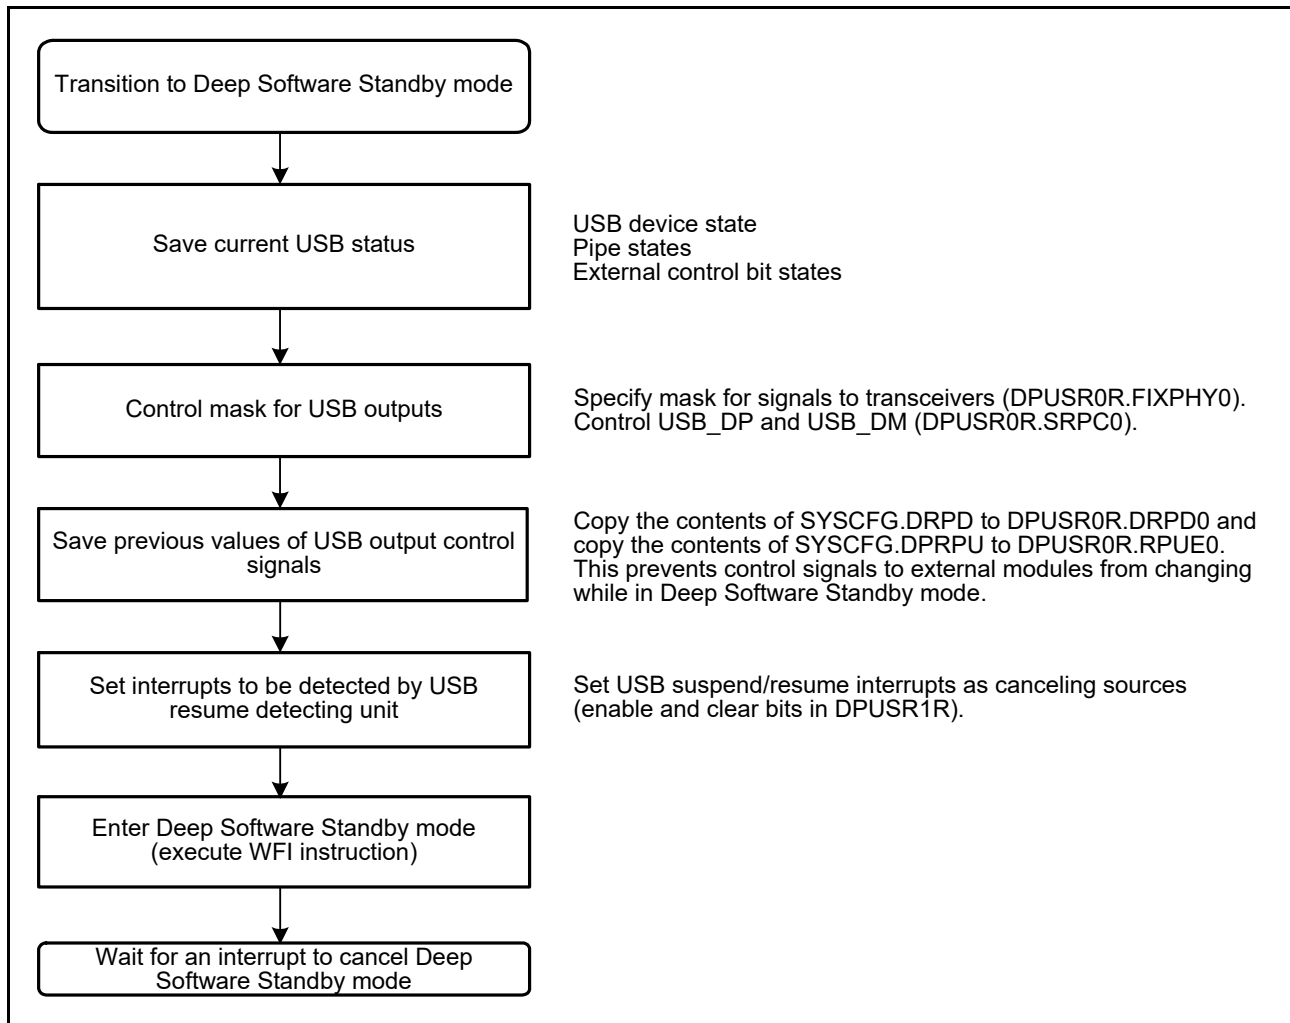 Transition to Deep Software Standby mode
Save current USB status
USB device state
Pipe states
External control bit states
Control mask for USB outputs
Specify mask for signals to transceivers (DPUSR0R.FIXPHY0).
Control USB_DP and USB_DM (DPUSR0R.SRPC0).
Save previous values of USB output control
signals
Copy the contents of SYSCFG.DRPD to DPUSR0R.DRPD0 and
copy the contents of SYSCFG.DPRPU to DPUSR0R.RPUE0.
This prevents control signals to external modules from changing
while in Deep Software Standby mode.
Set interrupts to be detected by USB
resume detecting unit
Set USB suspend/resume interrupts as canceling sources
(enable and clear bits in DPUSR1R).
Enter Deep Software Standby mode
(execute WFI instruction)
Wait for an interrupt to cancel Deep
Software Standby mode